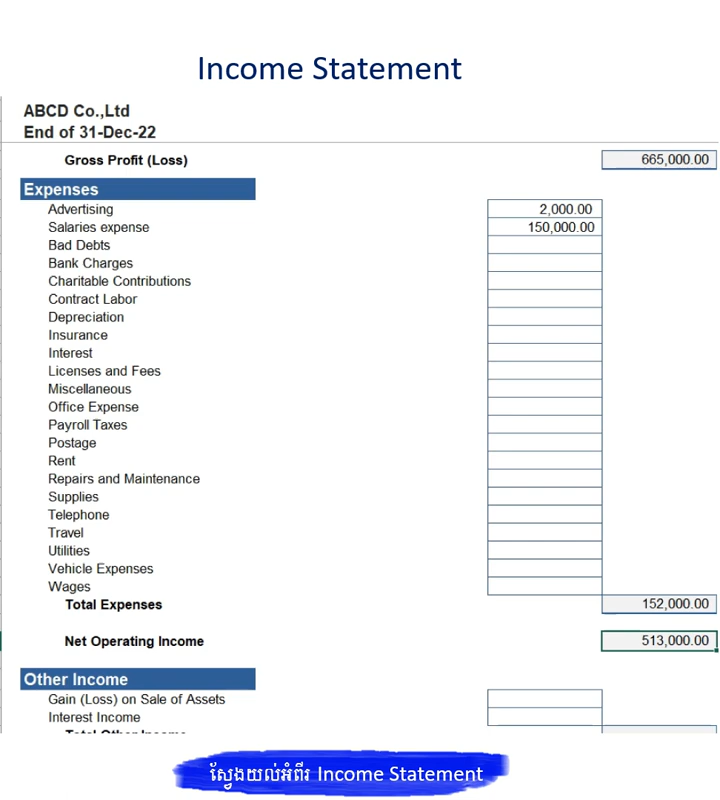 Income Statement
ABCD Co.,Ltd
End of 31-Dec-22
Gross Profit (Loss) 665,000.00
Expenses
Advertising 2,000.00
Salaries expense 150,000.00
Bad Debts
Bank Charges
Charitable Contributions
Contract Labor
Depreciation
Insurance
Interest
Licenses and Fees
Miscellaneous
Office Expense
Payroll Taxes
Postage
Rent
Repairs and Maintenance
Supplies
Telephone
Travel
Utilities
Vehicle Expenses
Wages
Total Expenses 152,000.00
Net Operating Income 513,000.00
Other Income
Gain (Loss) on Sale of Assets
Interest Income
Total Other Income
ស្វែងយល់អំពីរ Income Statement